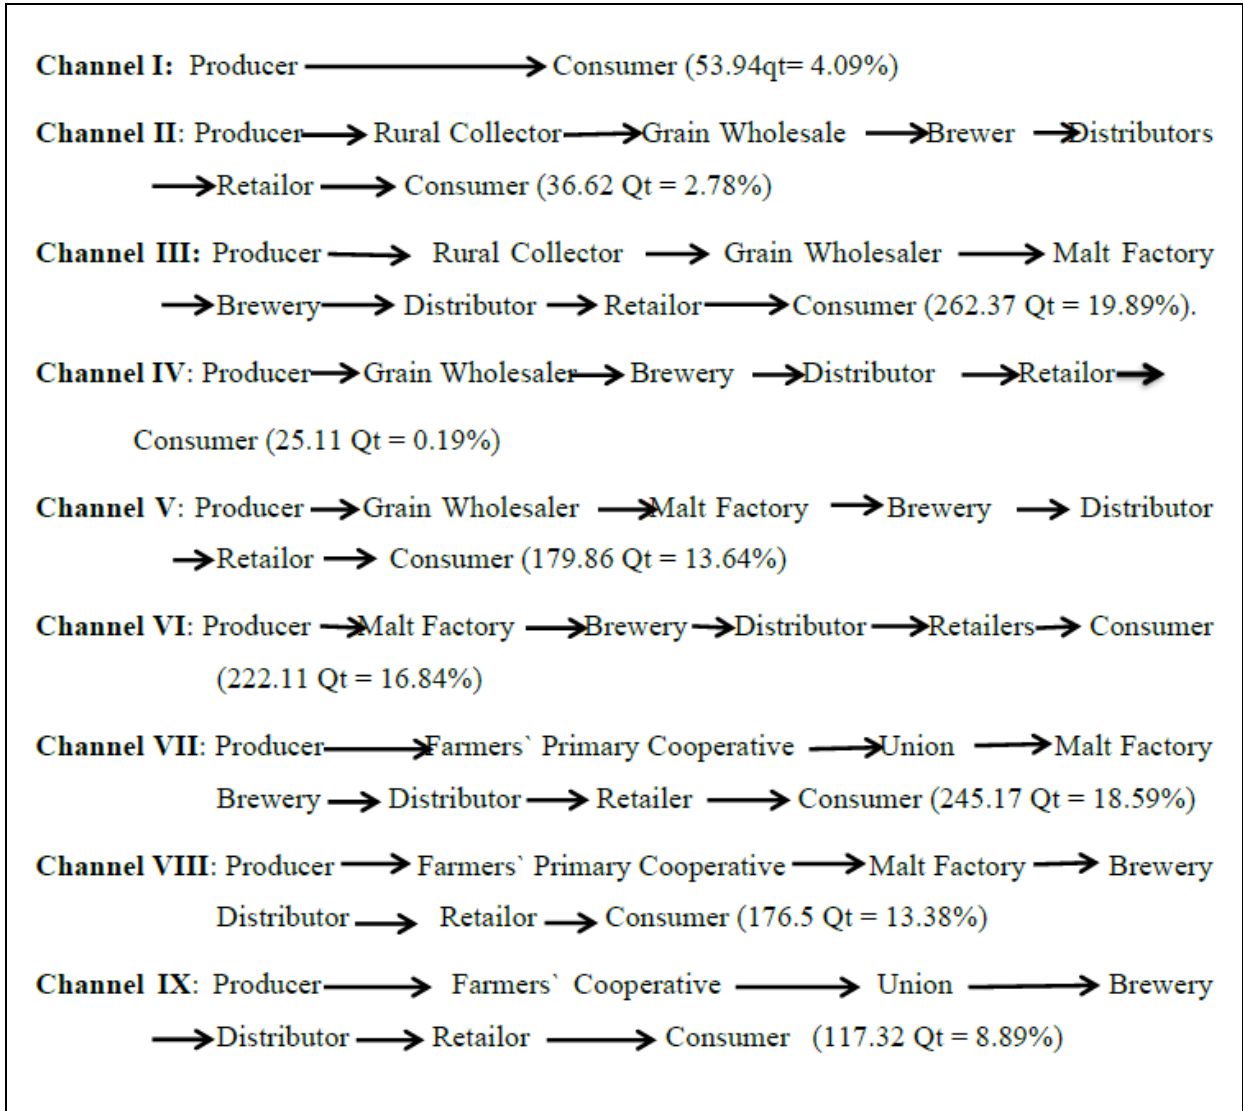 Channel I: Producer Consumer (53.94qt= 4.09%)
Channel II: Producer Rural Collector Grain Wholesale Brewer Distributors
Retailor Consumer (36.62 Qt = 2.78%)
Channel III: Producer Rural Collector Grain Wholesaler Malt Factory
Brewery Distributor Retailor Consumer (262.37 Qt = 19.89%).
Channel IV: Producer Grain Wholesaler Brewery Distributor Retailor
Consumer (25.11 Qt = 0.19%)
Channel V: Producer Grain Wholesaler Malt Factory Brewery Distributor
Retailor Consumer (179.86 Qt = 13.64%)
Channel VI: Producer Malt Factory Brewery Distributor Retailers Consumer
(222.11 Qt = 16.84%)
Channel VII: Producer Farmers` Primary Cooperative Union Malt Factory
Brewery Distributor Retailer Consumer (245.17 Qt = 18.59%)
Channel VIII: Producer Farmers` Primary Cooperative Malt Factory Brewery
Distributor Retailor Consumer (176.5 Qt = 13.38%)
Channel IX: Producer Farmers` Cooperative Union Brewery
Distributor Retailor Consumer (117.32 Qt = 8.89%)